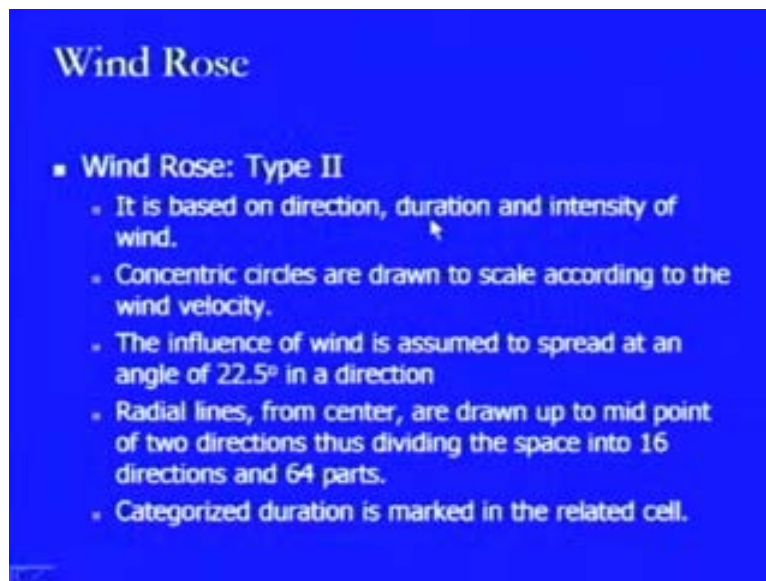 Wind Rose
Wind Rose: Type II
It is based on direction, duration and intensity of
wind.
Concentric circles are drawn to scale according to the
wind velocity.
The influence of wind is assumed to spread at an
angle of 22.5º in a direction
Radial lines, from center, are drawn up to mid point
of two directions thus dividing the space into 16
directions and 64 parts.
Categorized duration is marked in the related cell.